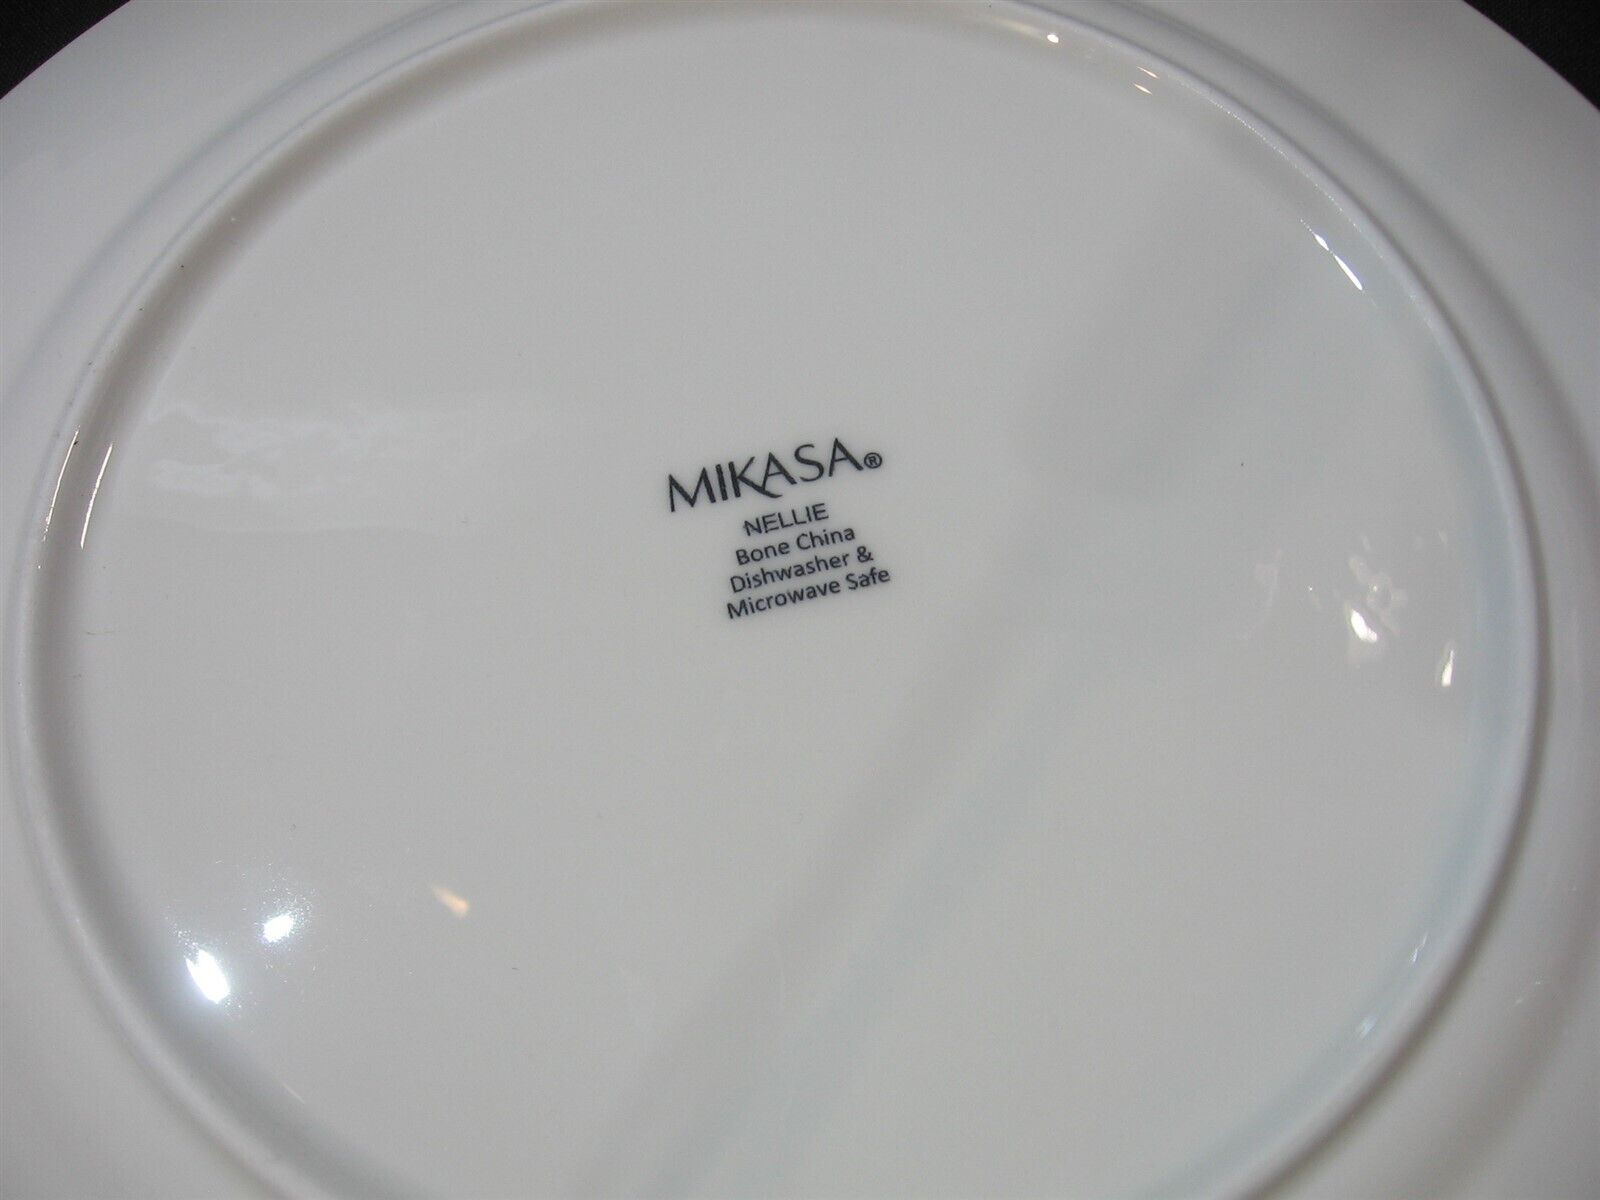 MIKASA®
NELLIE
Bone China
Dishwasher &
Microwave Safe